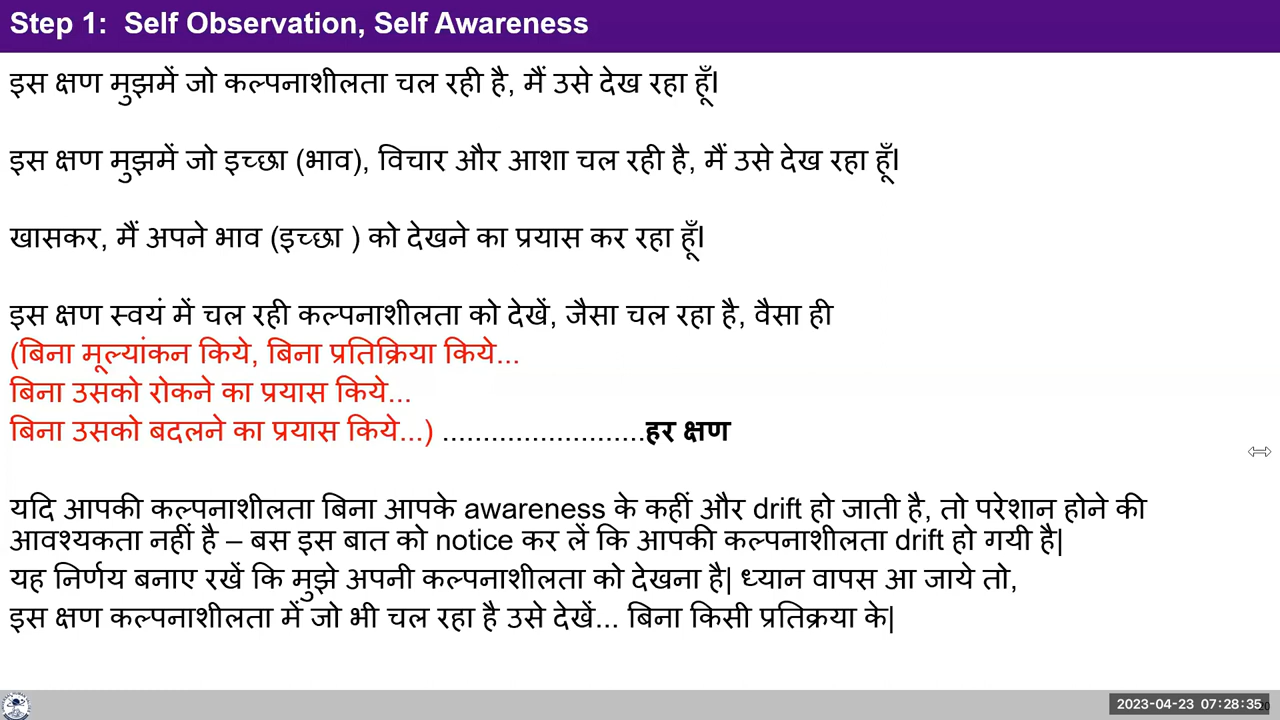 Step 1:  Self Observation, Self Awareness
इस क्षण मुझमें जो कल्पनाशीलता चल रही है, मैं उसे देख रहा हूँ।
इस क्षण मुझमें जो इच्छा (भाव), विचार और आशा चल रही है, मैं उसे देख रहा हूँ।
खासकर, मैं अपने भाव (इच्छा ) को देखने का प्रयास कर रहा हूँ।
इस क्षण स्वयं में चल रही कल्पनाशीलता को देखें, जैसा चल रहा है, वैसा ही
(बिना मूल्यांकन किये, बिना प्रतिक्रिया किये...
बिना उसको रोकने का प्रयास किये...
बिना उसको बदलने का प्रयास किये...) .........................हर क्षण
यदि आपकी कल्पनाशीलता बिना आपके awareness के कहीं और drift हो जाती है, तो परेशान होने की
आवश्यकता नहीं है – बस इस बात को notice कर लें कि आपकी कल्पनाशीलता drift हो गयी है|
यह निर्णय बनाए रखें कि मुझे अपनी कल्पनाशीलता को देखना है| ध्यान वापस आ जाये तो,
इस क्षण कल्पनाशीलता में जो भी चल रहा है उसे देखें... बिना किसी प्रतिक्रया के|
2023-04-23 07:28:35